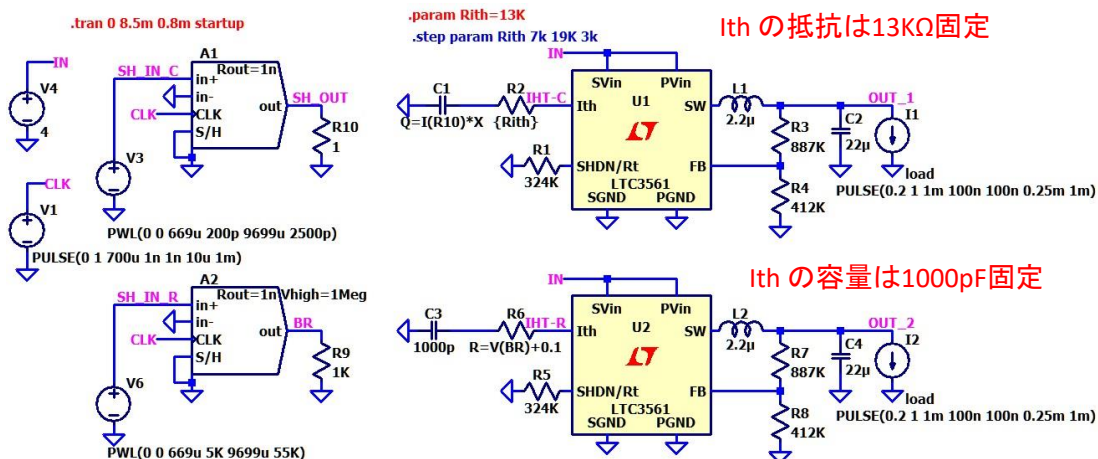 .tran 0 8.5m 0.8m startup
.param Rith=13K
.step param Rith 7k 19K 3k
Ith の抵抗は13KΩ固定
IN
V4
4
CLK
V1
PULSE(0 1 700u 1n 1n 10u 1m)
A1
Rout=1n
SH_IN_C
in+
in-
CLK
CLK
S/H
out
SH_OUT
R10
1
V3
PWL(0 0 669u 200p 9699u 2500p)
IN
SVin
PVin
C1
Q=I(R10)*X
R2
{Rith}
IHT-C
Ith
U1
SW
L1
2.2µ
OUT_1
R1
324K
SHDN/Rt
FB
LTC3561
SGND
PGND
R3
887K
C2
22µ
I1
R4
412K
load
PULSE(0.2 1 1m 100n 100n 0.25m 1m)
Ith の容量は1000pF固定
A2
Rout=1n Vhigh=1Meg
SH_IN_R
in+
in-
CLK
CLK
S/H
out
BR
R9
1K
V6
PWL(0 0 669u 5K 9699u 55K)
IN
SVin
PVin
C3
1000p
R6
R=V(BR)+0.1
IHT-R
Ith
U2
SW
L2
2.2µ
OUT_2
R5
324K
SHDN/Rt
FB
LTC3561
SGND
PGND
R7
887K
C4
22µ
I2
R8
412K
load
PULSE(0.2 1 1m 100n 100n 0.25m 1m)